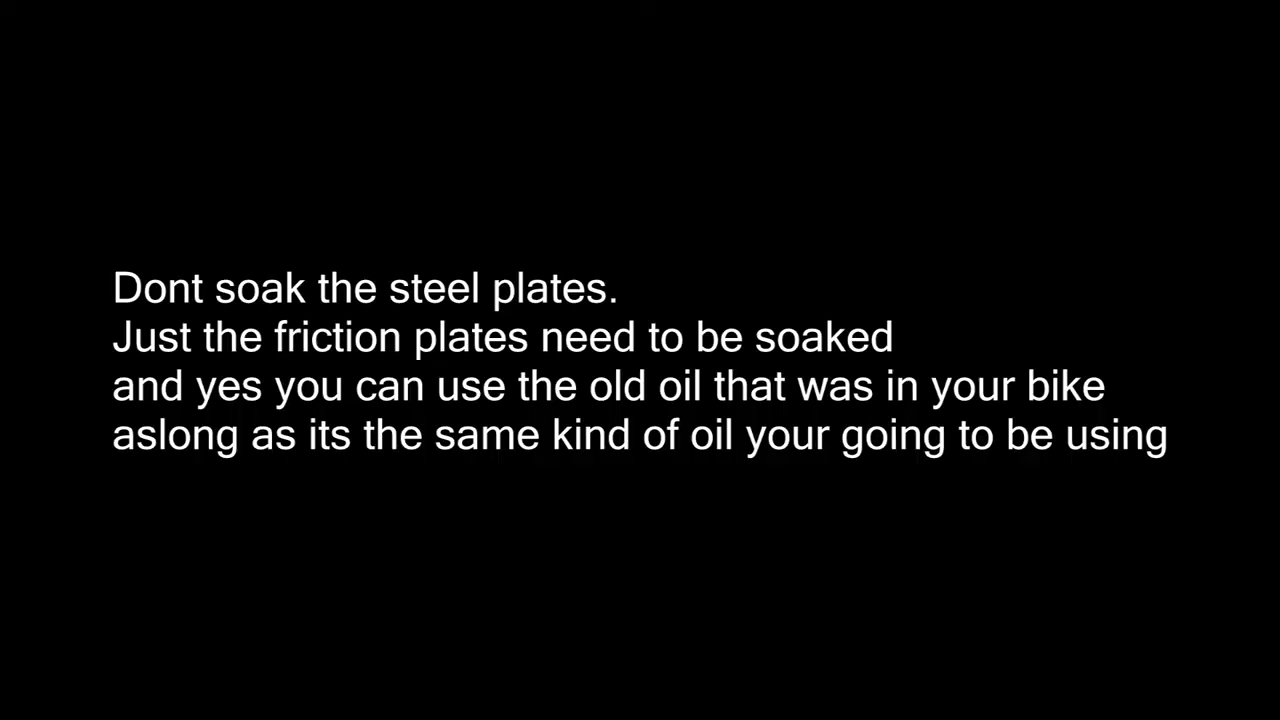 Dont soak the steel plates.
Just the friction plates need to be soaked
and yes you can use the old oil that was in your bike
aslong as its the same kind of oil your going to be using